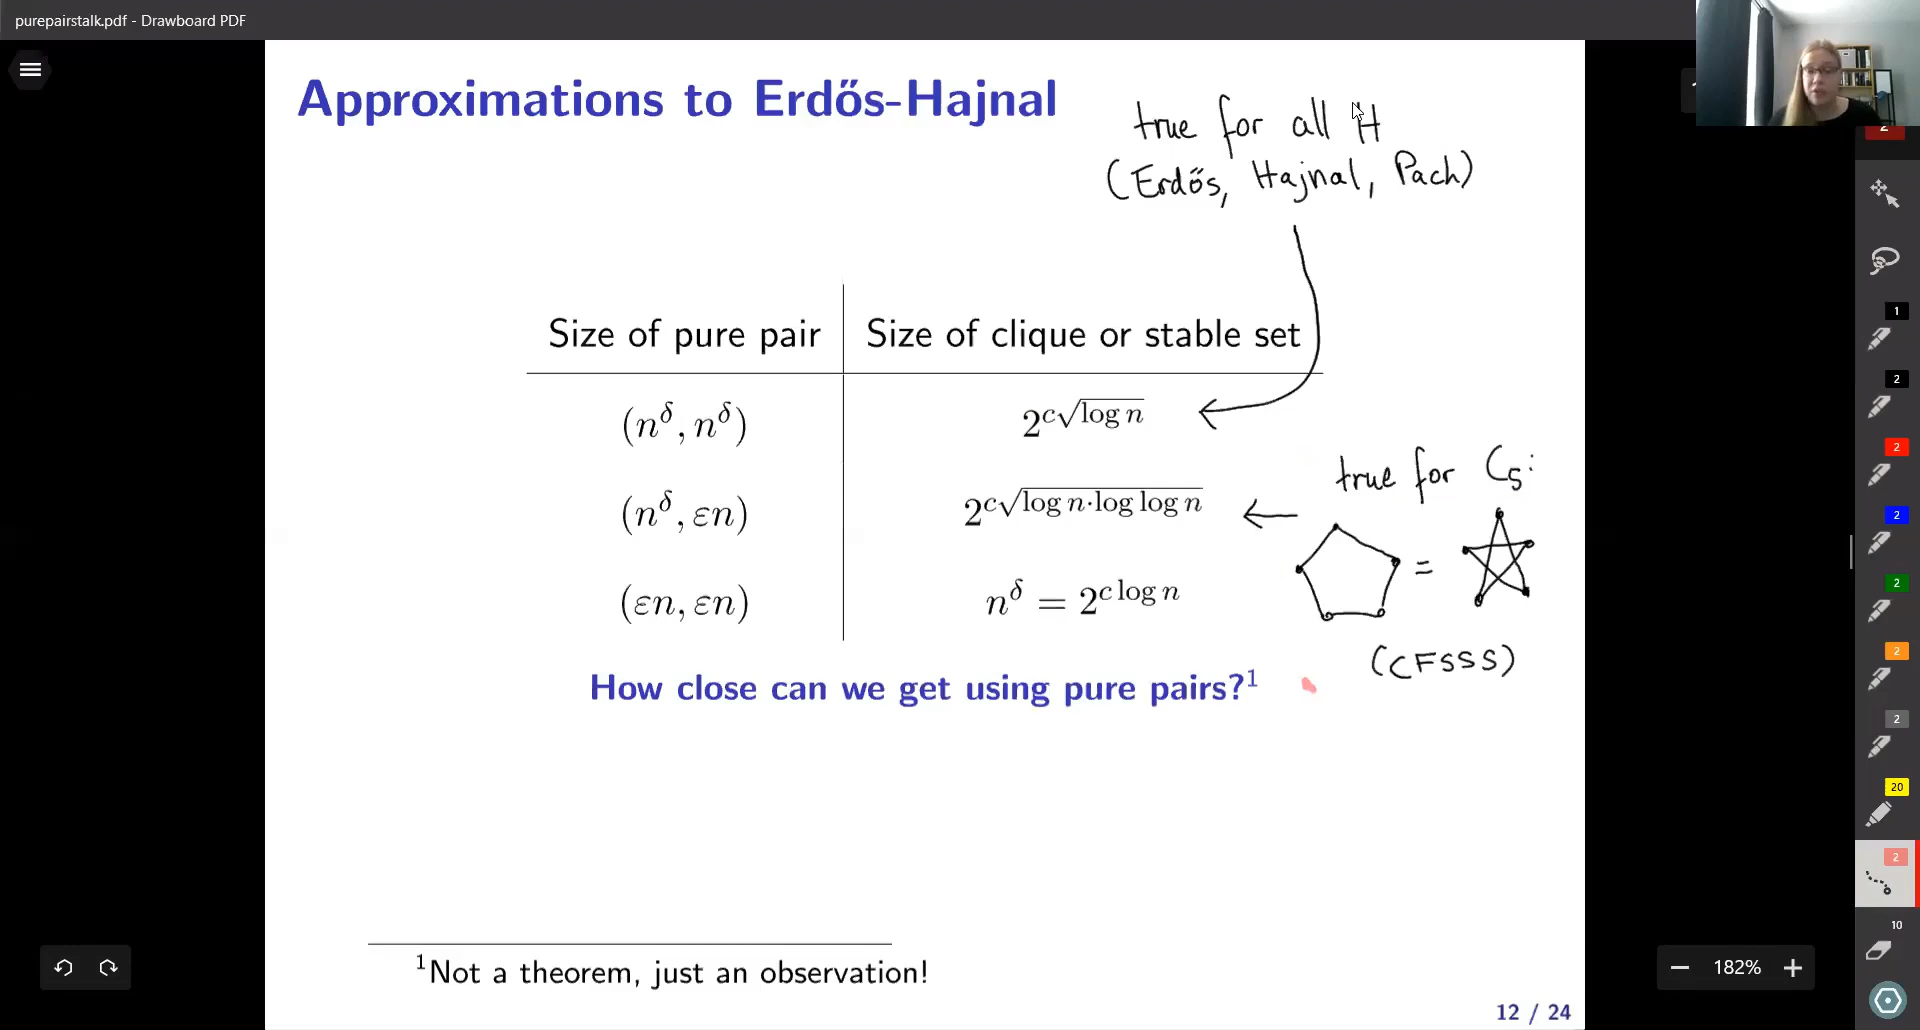 purepairstalk.pdf - Drawboard PDF
Approximations to Erdős-Hajnal
true for all H
(Erdős, Hajnal, Pach)
Size of pure pair Size of clique or stable set
(n^δ, n^δ) 2^{c√log n}
true for C₅:
(n^δ, εn) 2^{c√log n·log log n} ←
=
(εn, εn) n^δ = 2^{c log n}
(CFSSS)
How close can we get using pure pairs?¹
¹Not a theorem, just an observation!
12 / 24
182%
2
1
2
2
2
2
2
2
20
2
10